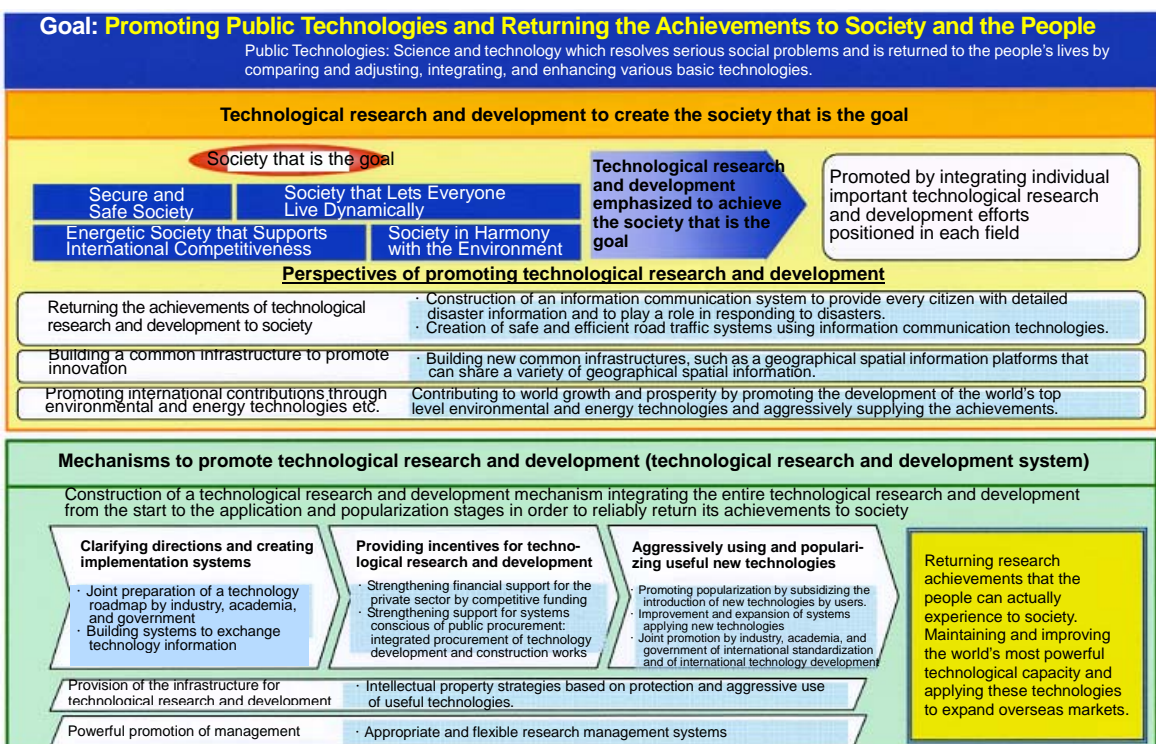 Goal: Promoting Public Technologies and Returning the Achievements to Society and the People
Public Technologies: Science and technology which resolves serious social problems and is returned to the people's lives by
comparing and adjusting, integrating, and enhancing various basic technologies.
Technological research and development to create the society that is the goal
Society that is the goal
Secure and
Safe Society
Society that Lets Everyone
Live Dynamically
Energetic Society that Supports
International Competitiveness
Society in Harmony
with the Environment
Technological research
and development
emphasized to achieve
the society that is the
goal
Promoted by integrating individual
important technological research
and development efforts
positioned in each field
Perspectives of promoting technological research and development
Returning the achievements of technological
research and development to society
· Construction of an information communication system to provide every citizen with detailed
disaster information and to play a role in responding to disasters.
· Creation of safe and efficient road traffic systems using information communication technologies.
Building a common infrastructure to promote
innovation
· Building new common infrastructures, such as a geographical spatial information platforms that
can share a variety of geographical spatial information.
Promoting international contributions through
environmental and energy technologies etc.
Contributing to world growth and prosperity by promoting the development of the world's top
level environmental and energy technologies and aggressively supplying the achievements.
Mechanisms to promote technological research and development (technological research and development system)
Construction of a technological research and development mechanism integrating the entire technological research and development
from the start to the application and popularization stages in order to reliably return its achievements to society
Clarifying directions and creating
implementation systems
· Joint preparation of a technology
roadmap by industry, academia,
and government
· Building systems to exchange
technology information
Providing incentives for techno-
logical research and development
· Strengthening financial support for the
private sector by competitive funding
· Strengthening support for systems
conscious of public procurement:
integrated procurement of technology
development and construction works
Aggressively using and populari-
zing useful new technologies
· Promoting popularization by subsidizing the
introduction of new technologies by users.
· Improvement and expansion of systems
applying new technologies
· Joint promotion by industry, academia, and
government of international standardization
and of international technology development
Returning research
achievements that the
people can actually
experience to society.
Maintaining and improving
the world's most powerful
technological capacity and
applying these technologies
to expand overseas markets.
Provision of the infrastructure for
technological research and development
· Intellectual property strategies based on protection and aggressive use
of useful technologies.
Powerful promotion of management
· Appropriate and flexible research management systems